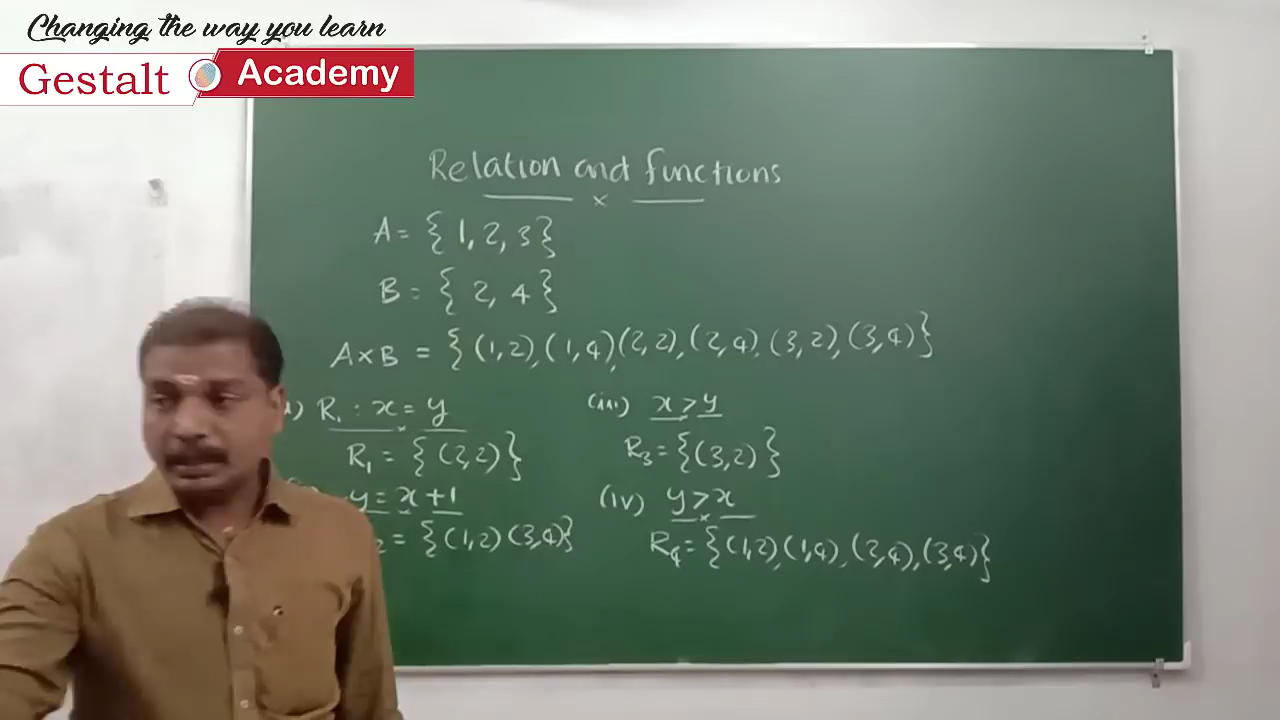 Changing the way you learn
Gestalt Academy
Relation and functions
x
A = { 1, 2, 3 }
B = { 2, 4 }
A×B = { (1,2), (1,4), (2,2), (2,4), (3,2), (3,4) }
R₁ : x = y
R₁ = { (2,2) }
y = x + 1
= { (1,2) (3,4) }
(iii) x > y
R₃ = { (3,2) }
(iv) y > x
R₄ = { (1,2), (1,4), (2,4), (3,4) }